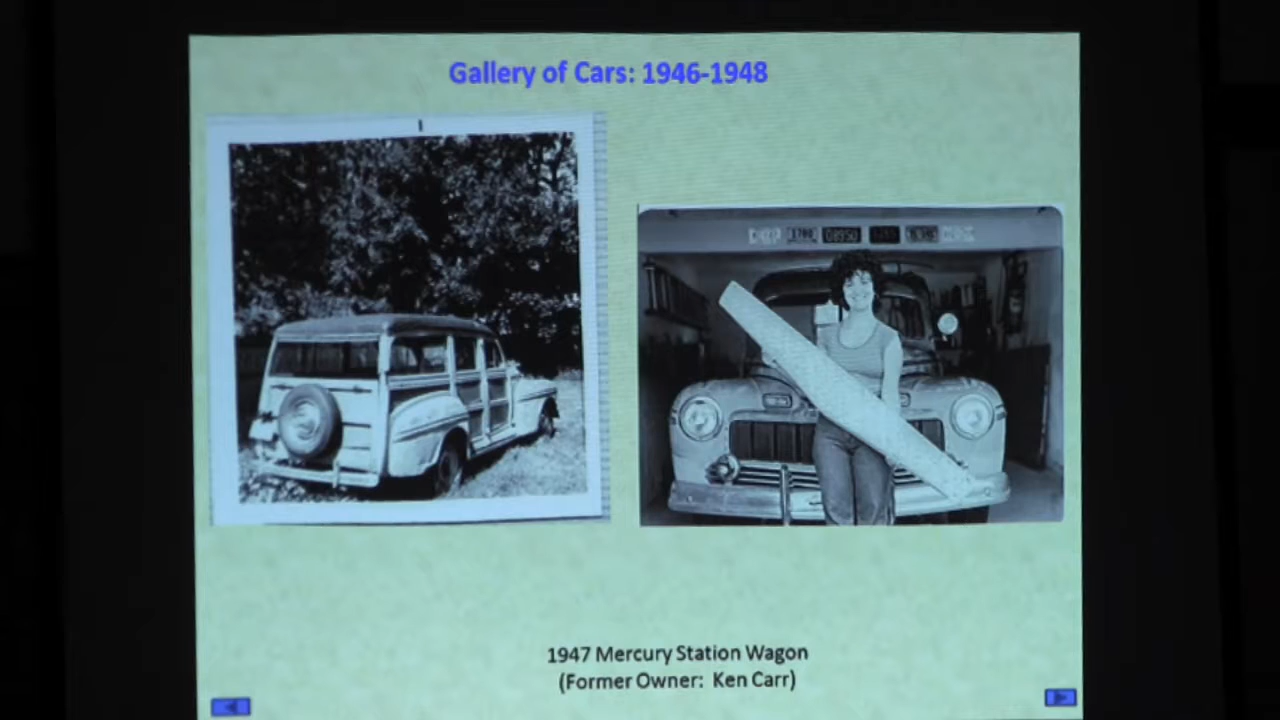 Gallery of Cars: 1946-1948
1947 Mercury Station Wagon
(Former Owner: Ken Carr)